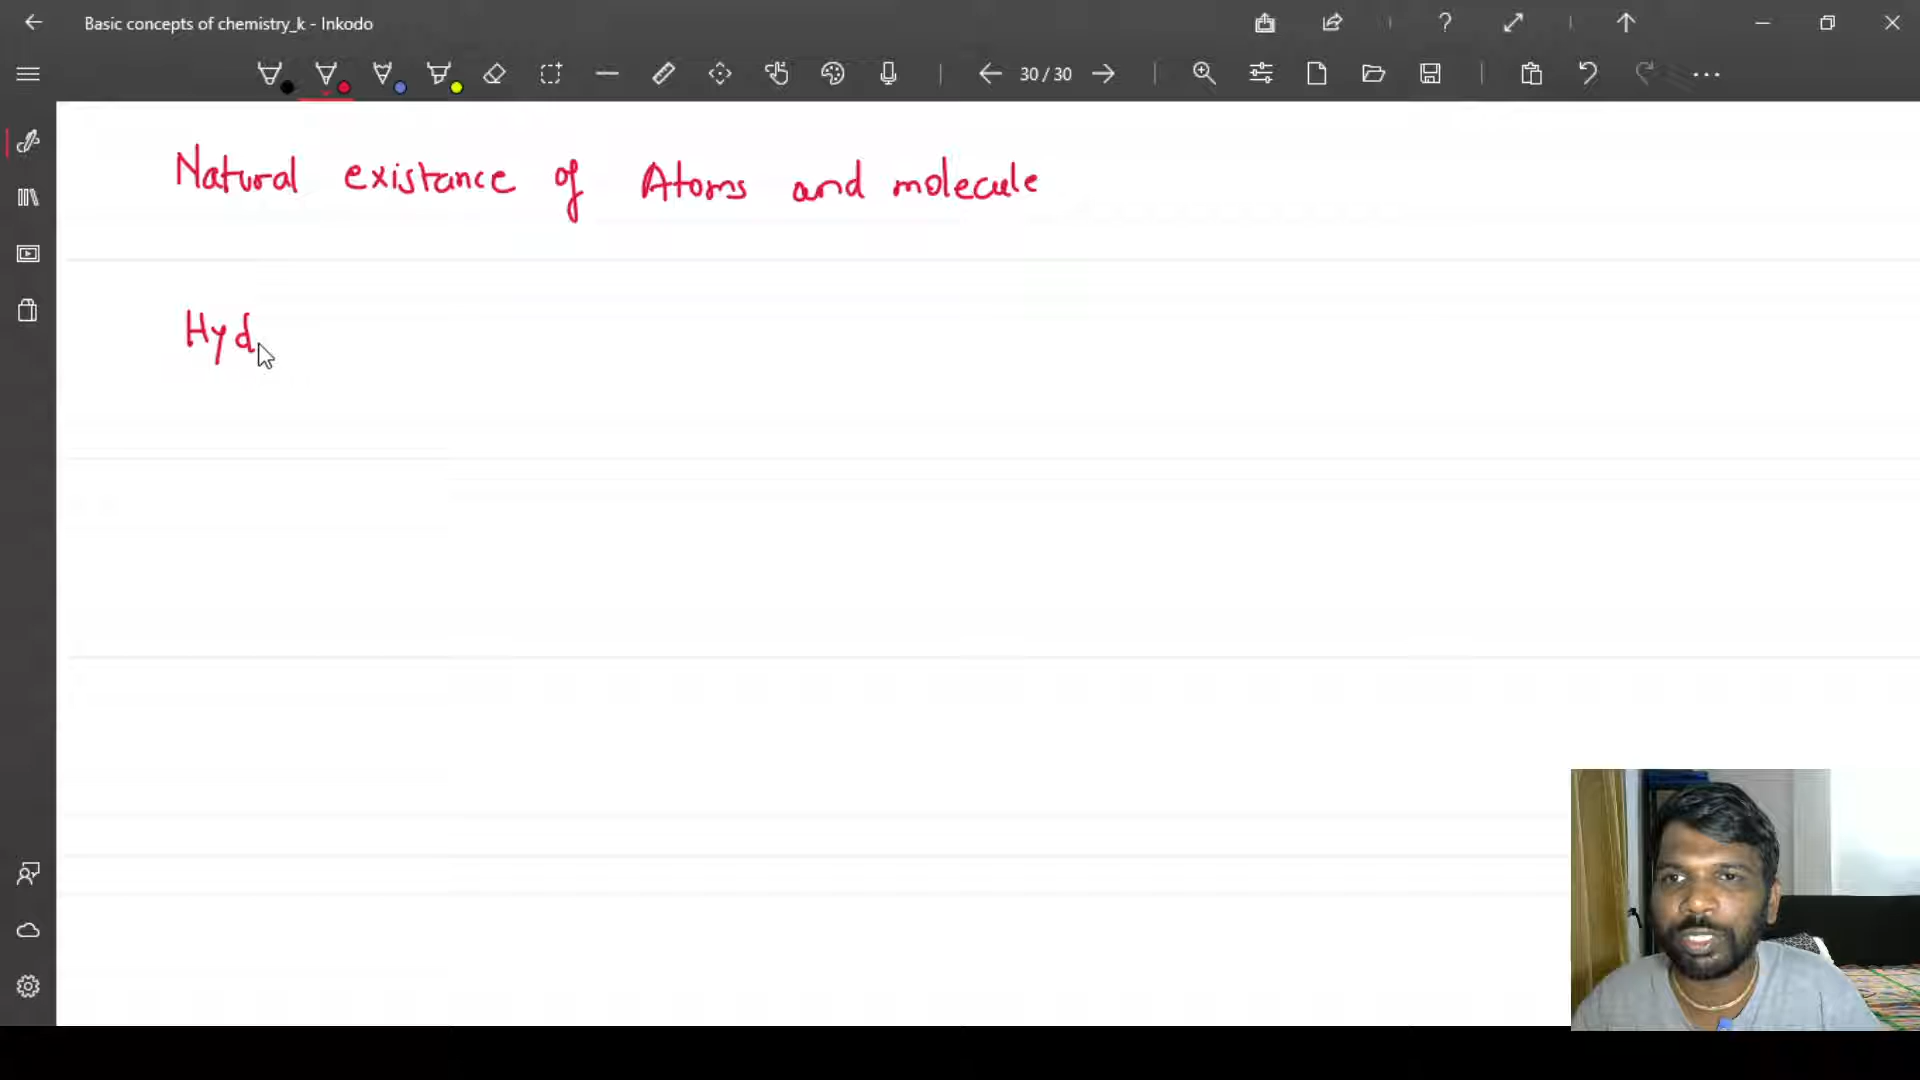 Basic concepts of chemistry_k - Inkodo
30 / 30
Natural existance of Atoms and molecule
Hyd